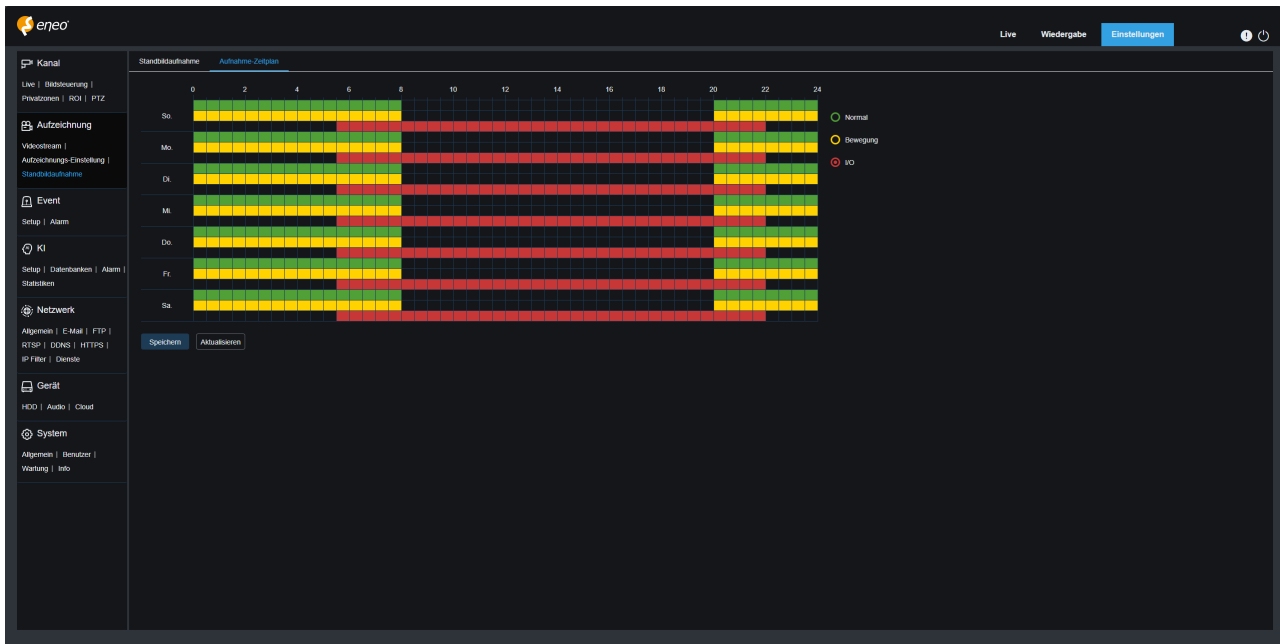 eneo
Live Wiedergabe Einstellungen
Kanal
Live | Bildsteuerung |
Privatzonen | ROI | PTZ
Aufzeichnung
Videostream |
Aufzeichnungs-Einstellung |
Standbildaufnahme
Event
Setup | Alarm
KI
Setup | Datenbanken | Alarm |
Statistiken
Netzwerk
Allgemein | E-Mail | FTP |
RTSP | DDNS | HTTPS |
IP Filter | Dienste
Gerät
HDD | Audio | Cloud
System
Allgemein | Benutzer |
Wartung | Info
Standbildaufnahme Aufnahme-Zeitplan
0 2 4 6 8 10 12 14 16 18 20 22 24
So.
Mo.
Di.
Mi.
Do.
Fr.
Sa.
Normal
Bewegung
I/O
Speichern Aktualisieren